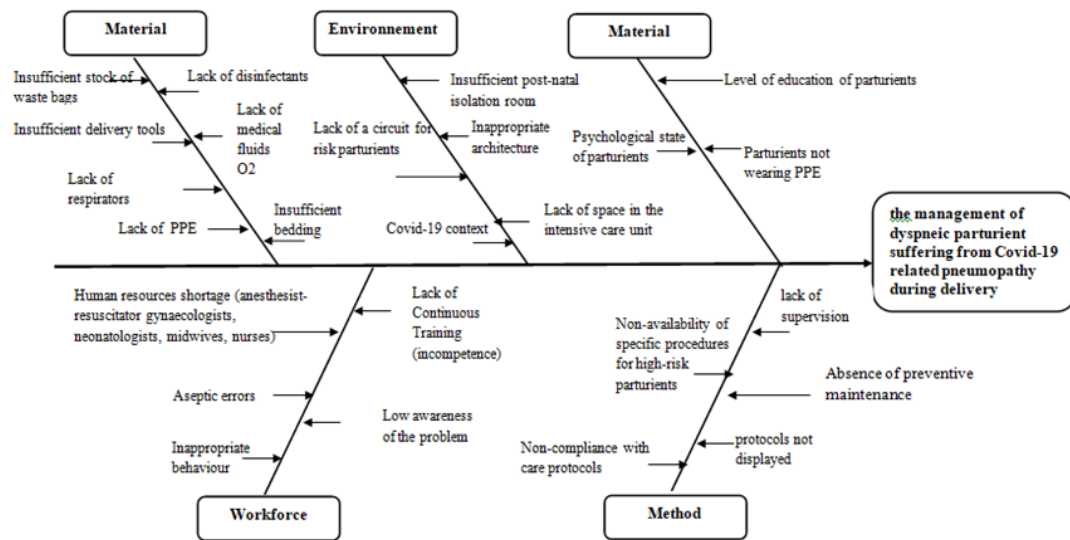 Material
Environnement
Material
Insufficient stock of
waste bags
Lack of disinfectants
Insufficient delivery tools
Lack of
medical
fluids
O2
Lack of
respirators
Lack of PPE
Insufficient
bedding
Insufficient post-natal
isolation room
Lack of a circuit for
risk parturients
Inappropriate
architecture
Covid-19 context
Lack of space in the
intensive care unit
Level of education of parturients
Psychological state
of parturients
Parturients not
wearing PPE
the management of
dyspneic parturient
suffering from Covid-19
related pneumopathy
during delivery
Human resources shortage (anesthesist-
resuscitator gynaecologists,
neonatologists, midwives, nurses)
Lack of
Continuous
Training
(incompetence)
Aseptic errors
Low awareness
of the problem
Inappropriate
behaviour
lack of
supervision
Non-availability of
specific procedures
for high-risk
parturients
Absence of preventive
maintenance
Non-compliance with
care protocols
protocols not
displayed
Workforce
Method